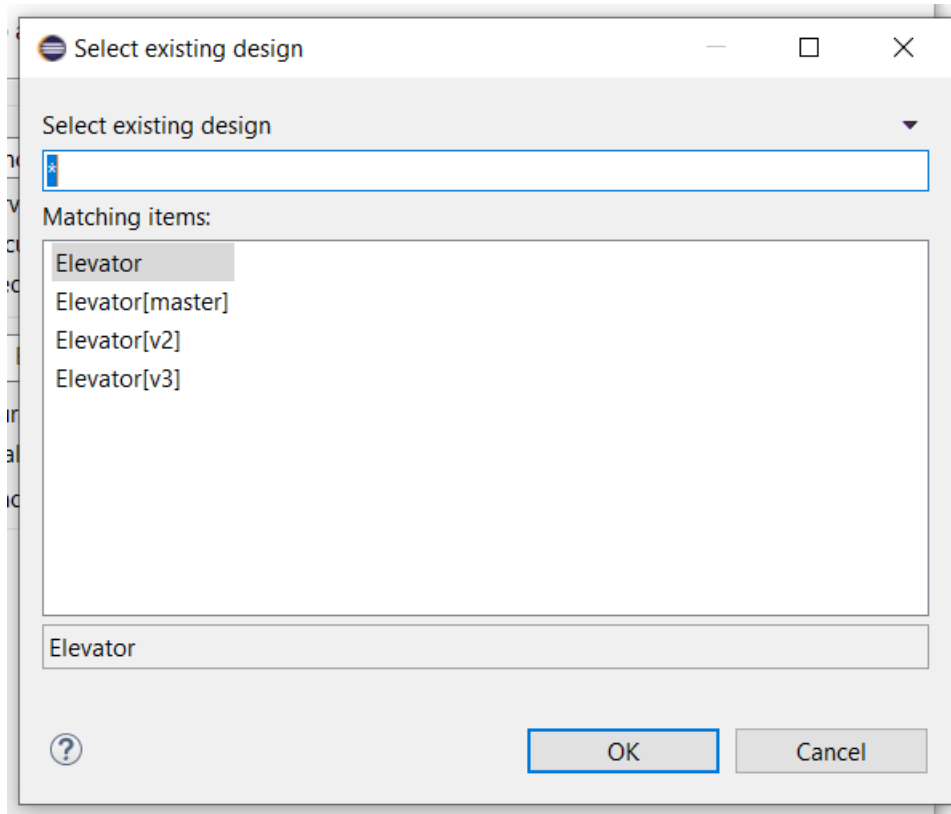 Select existing design
Select existing design
*
Matching items:
Elevator
Elevator[master]
Elevator[v2]
Elevator[v3]
Elevator
?
OK
Cancel